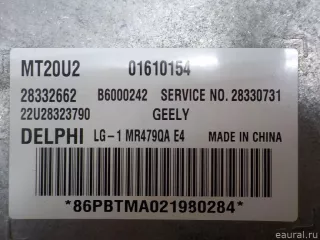 MT20U2 01610154
28332662 B6000242 SERVICE NO. 28330731
22U28323790 GEELY
DELPHI LG-1 MR479QA E4 MADE IN CHINA
*86PBTMA021980284*
eaural.ru